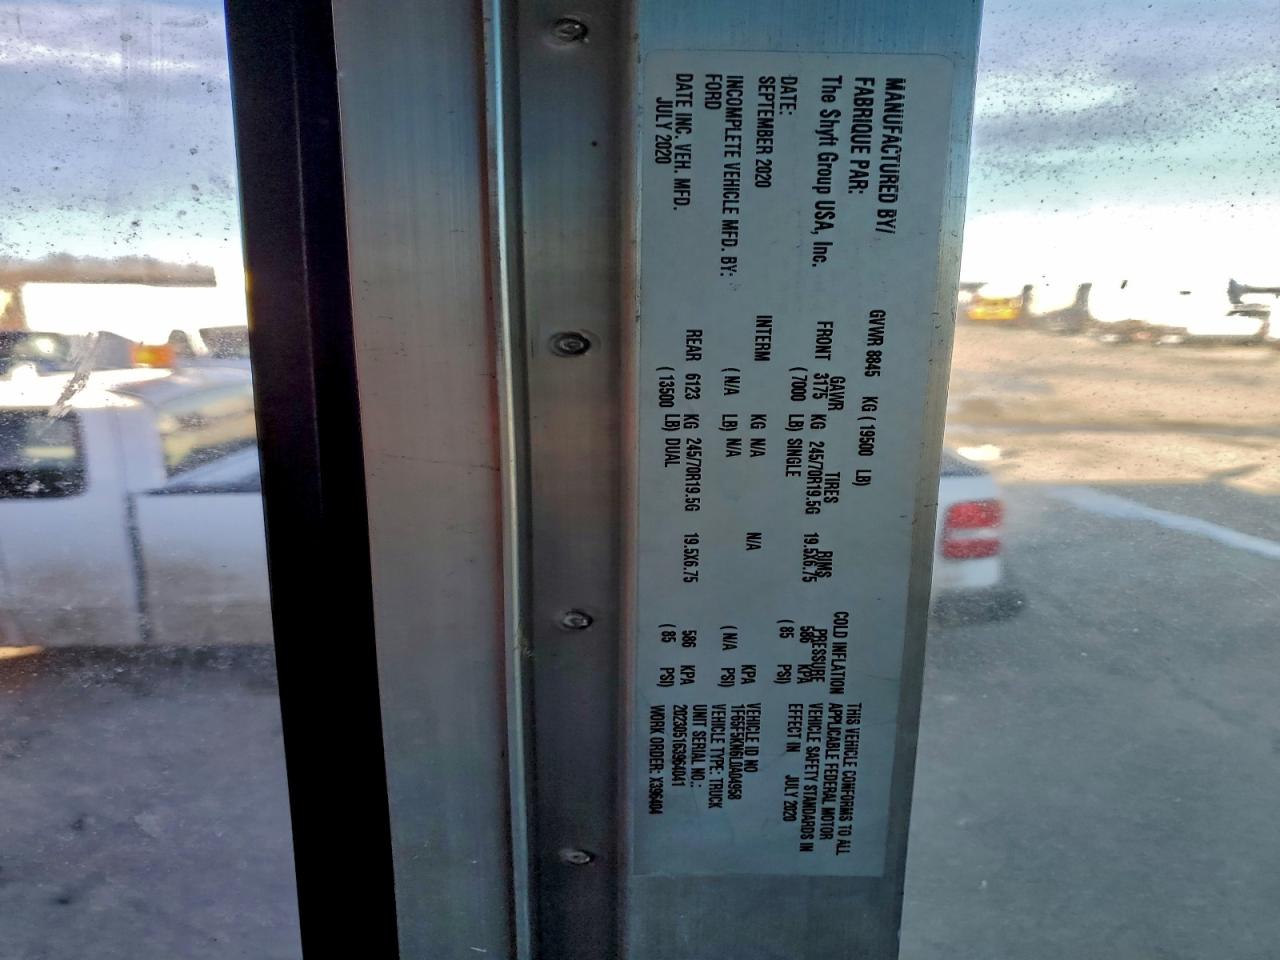 MANUFACTURED BY/
FABRIQUE PAR:
The Shyft Group USA, Inc.
DATE:
SEPTEMBER 2020
INCOMPLETE VEHICLE MFD. BY:
FORD
DATE INC. VEH. MFD.
JULY 2020
GVWR 8845 KG ( 19500 LB)
GAWR TIRES RIMS COLD INFLATION
PRESSURE
FRONT 3175 KG 245/70R19.5G 19.5X6.75 586 KPA
( 7000 LB) SINGLE ( 85 PSI)
INTERM KG N/A N/A KPA
( N/A LB) N/A ( N/A PSI)
REAR 6123 KG 245/70R19.5G 19.5X6.75 586 KPA
( 13500 LB) DUAL ( 85 PSI)
THIS VEHICLE CONFORMS TO ALL
APPLICABLE FEDERAL MOTOR
VEHICLE SAFETY STANDARDS IN
EFFECT IN JULY 2020
VEHICLE ID NO
1F65F5KN6L0A04958
VEHICLE TYPE: TRUCK
UNIT SERIAL NO.:
202305163964041
WORK ORDER: X396404